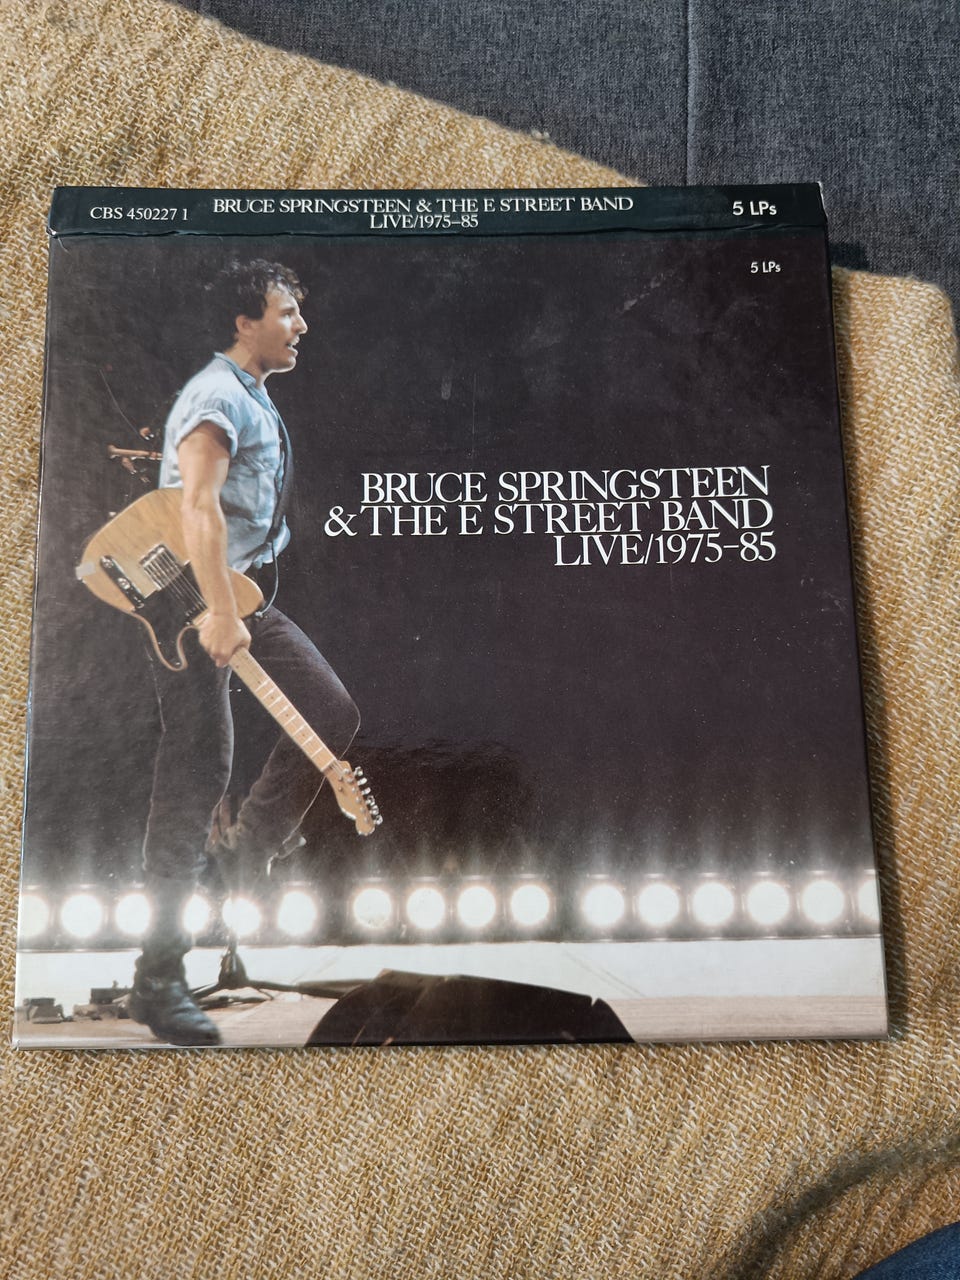 CBS 450227 1 BRUCE SPRINGSTEEN & THE E STREET BAND 5 LPs
LIVE/1975–85
5 LPs
BRUCE SPRINGSTEEN
& THE E STREET BAND
LIVE/1975–85